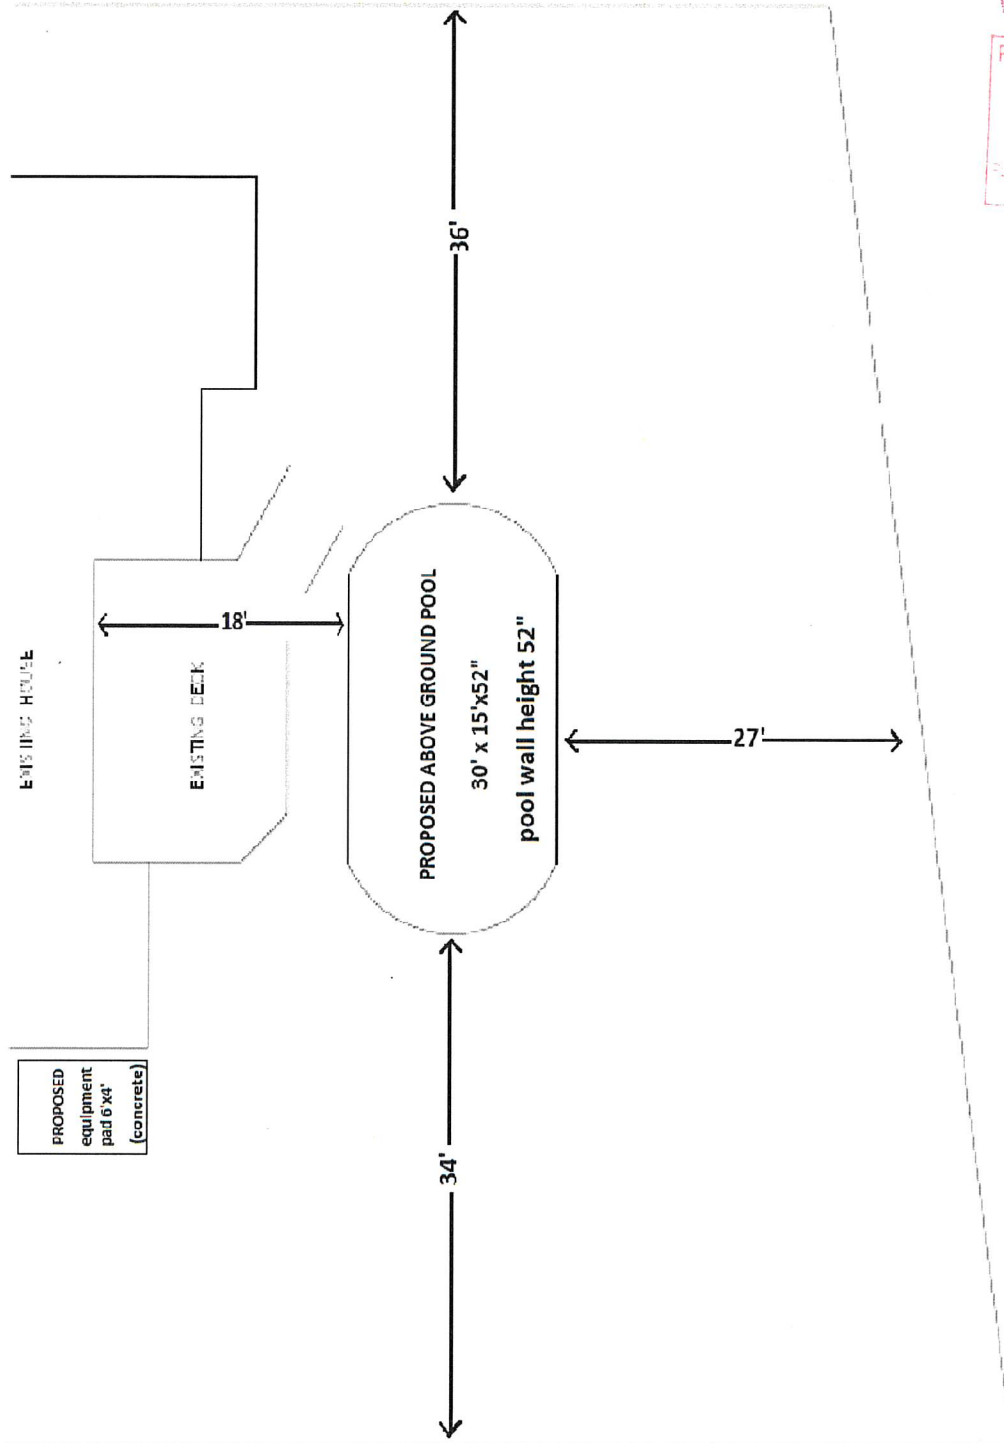 EXISTING HOUSE
EXISTING DECK
18'
36'
PROPOSED ABOVE GROUND POOL
30' x 15'x52"
pool wall height 52"
27'
34'
PROPOSED
equipment
pad 6'x4'
(concrete)